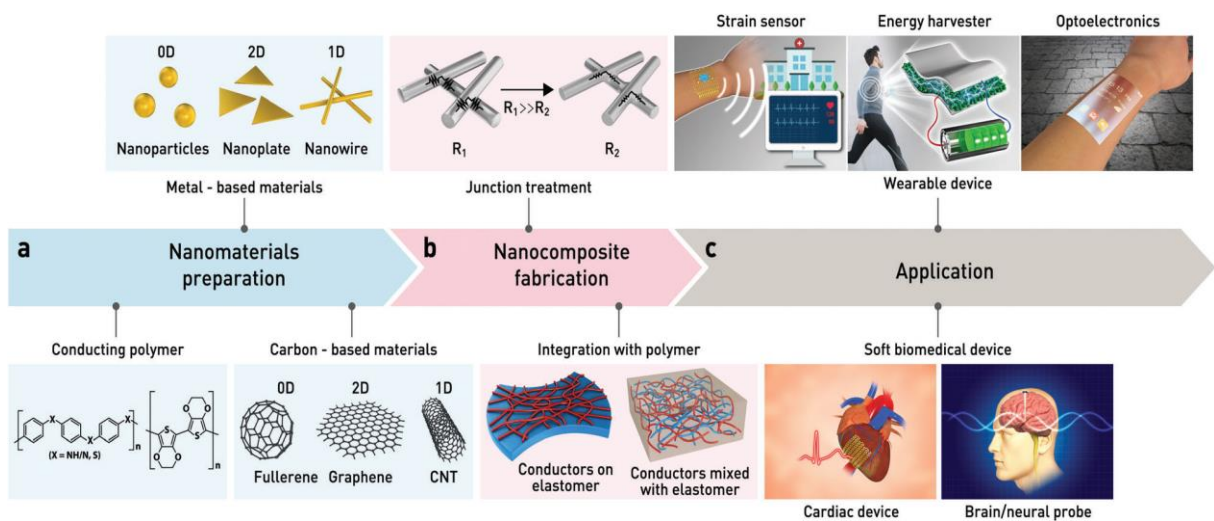 Strain sensor
Energy harvester
Optoelectronics
0D
2D
1D
Nanoparticles
Nanoplate
Nanowire
R1>>R2
R1
R2
Metal - based materials
Junction treatment
Wearable device
a
Nanomaterials
preparation
b
Nanocomposite
fabrication
c
Application
Conducting polymer
Carbon - based materials
Integration with polymer
Soft biomedical device
X
X
X
n
(X = NH/N, S)
O
O
S
S
O
O
n
0D
2D
1D
Fullerene
Graphene
CNT
Conductors on
elastomer
Conductors mixed
with elastomer
Cardiac device
Brain/neural probe